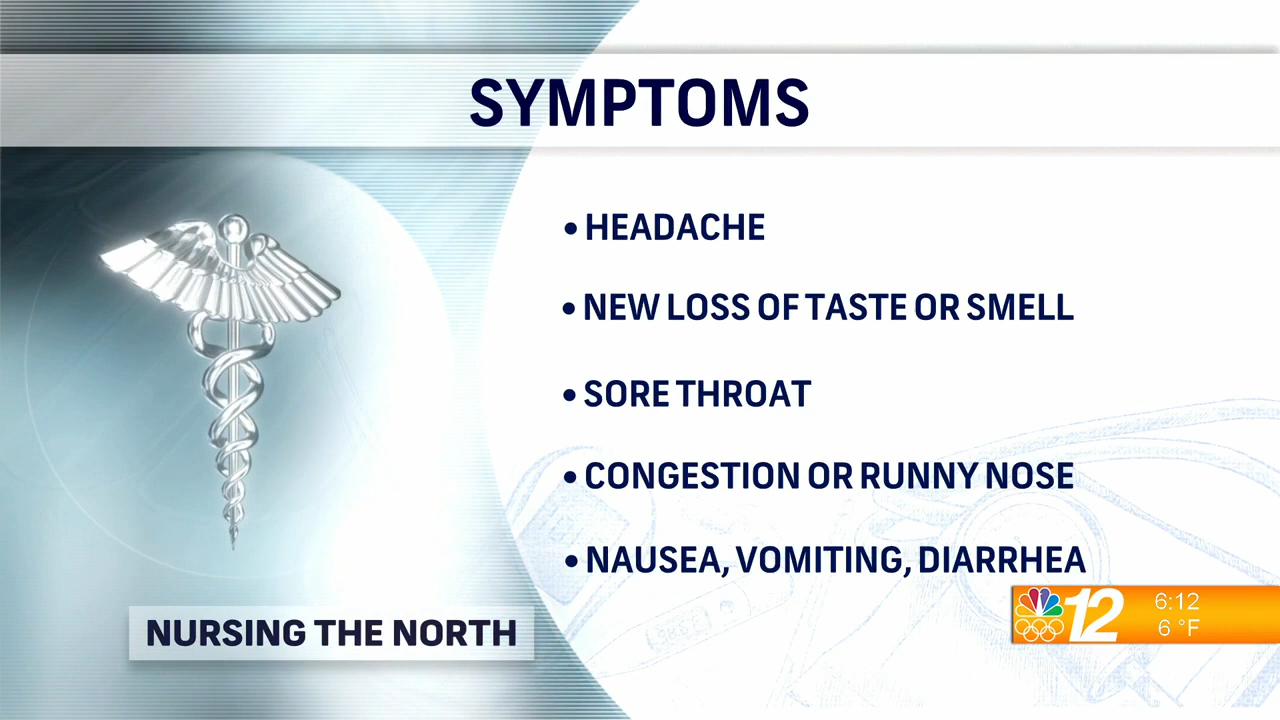 SYMPTOMS
• HEADACHE
• NEW LOSS OF TASTE OR SMELL
• SORE THROAT
• CONGESTION OR RUNNY NOSE
• NAUSEA, VOMITING, DIARRHEA
NURSING THE NORTH
12
6:12
6 °F